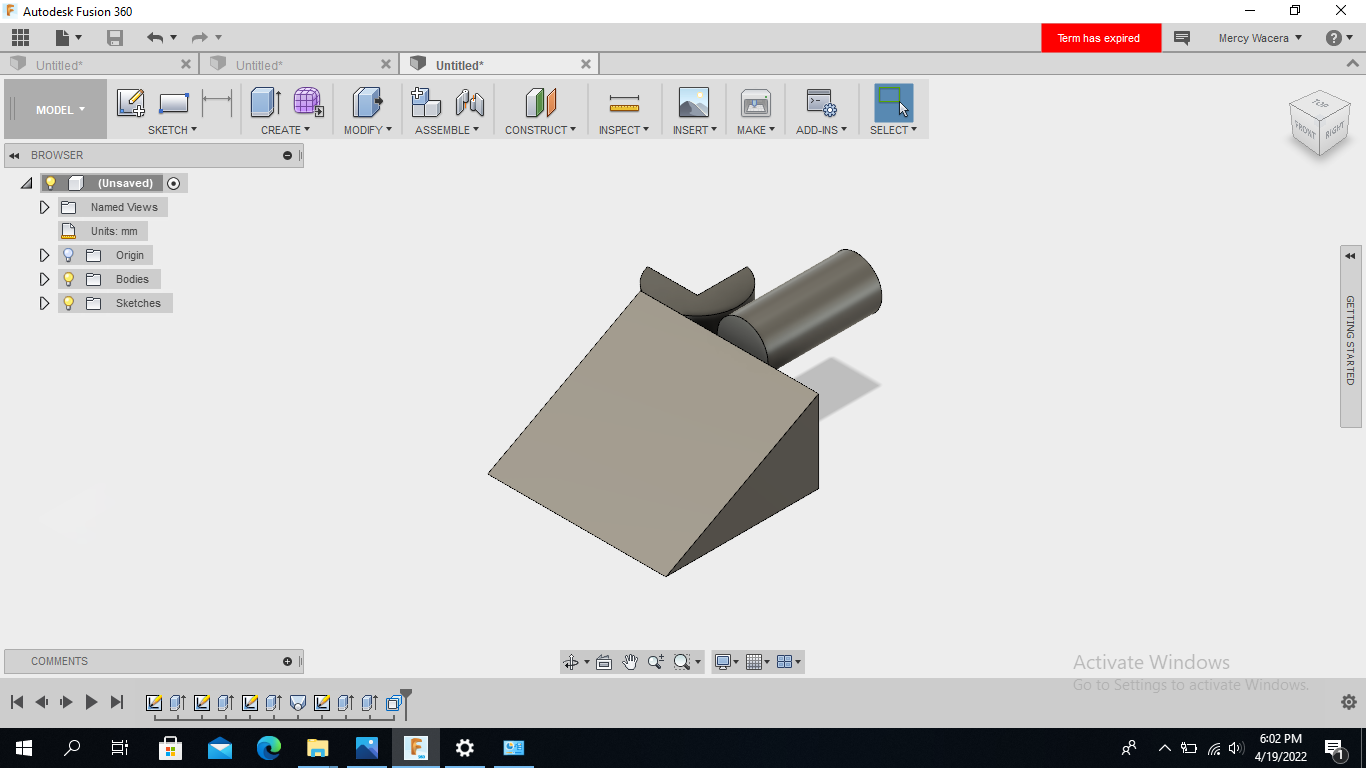 Autodesk Fusion 360
Term has expired
Mercy Wacera
Untitled*
Untitled*
Untitled*
MODEL
SKETCH
CREATE
MODIFY
ASSEMBLE
CONSTRUCT
INSPECT
INSERT
MAKE
ADD-INS
SELECT
TOP
FRONT
RIGHT
BROWSER
(Unsaved)
Named Views
Units: mm
Origin
Bodies
Sketches
GETTING STARTED
COMMENTS
Activate Windows
Go to Settings to activate Windows.
6:02 PM
4/19/2022
1